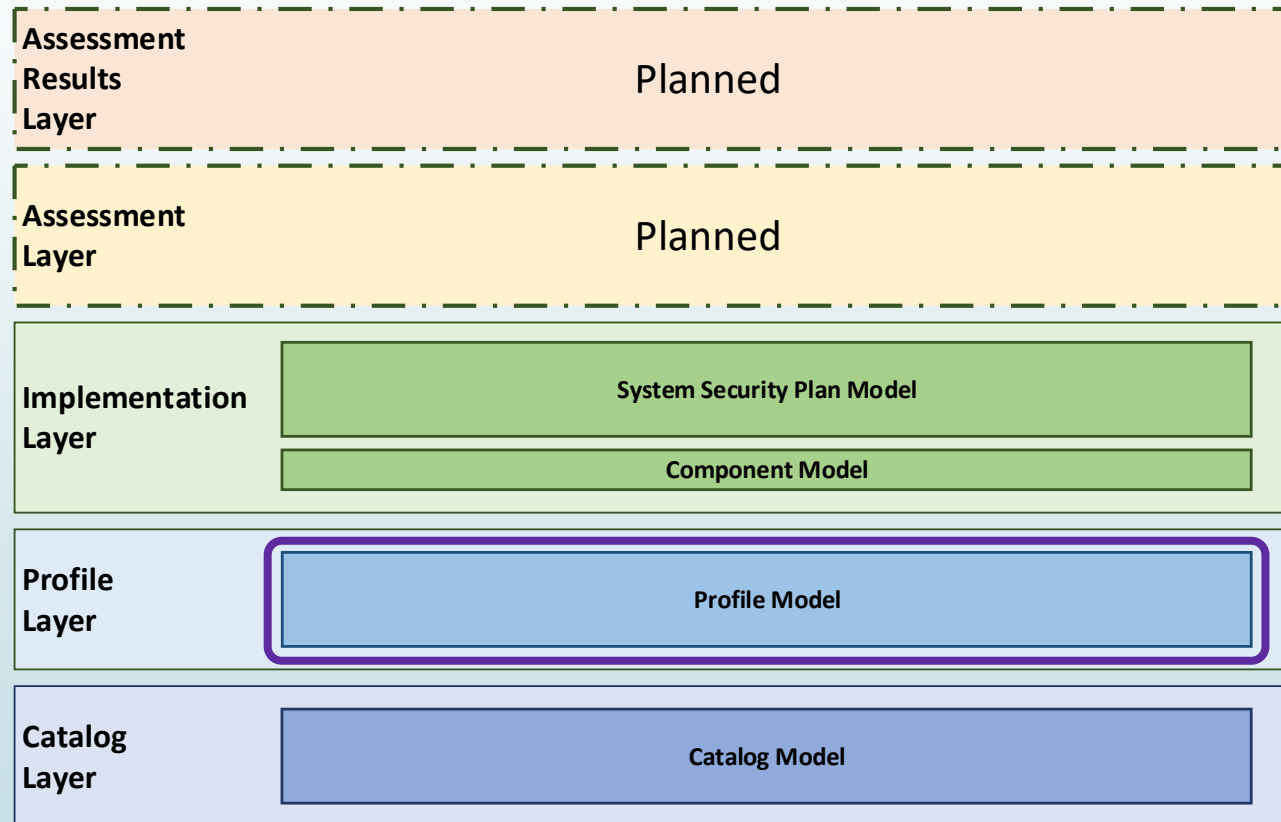 Assessment
Results
Layer
Planned
Assessment
Layer
Planned
Implementation
Layer
System Security Plan Model
Component Model
Profile
Layer
Profile Model
Catalog
Layer
Catalog Model